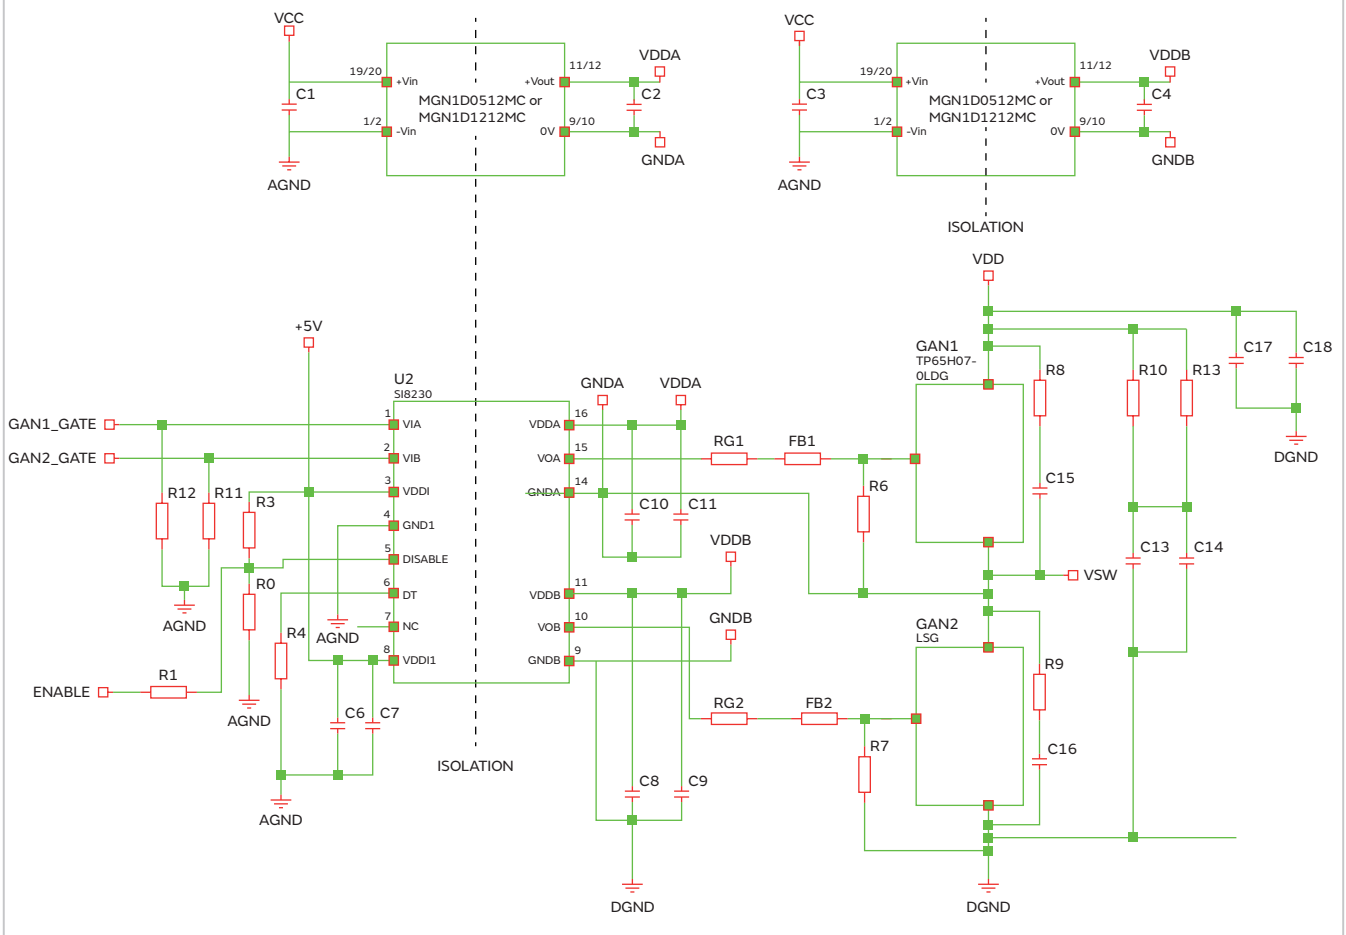 VCC
19/20
+Vin
C1
MGN1D0512MC or
MGN1D1212MC
1/2
-Vin
AGND
11/12
+Vout
VDDA
C2
9/10
0V
GNDA
VCC
19/20
+Vin
C3
MGN1D0512MC or
MGN1D1212MC
1/2
-Vin
AGND
11/12
+Vout
VDDB
C4
9/10
0V
GNDB
ISOLATION
VDD
+5V
U2
SI8230
GAN1_GATE
1
VIA
GAN2_GATE
2
VIB
3
VDDI
4
GND1
5
DISABLE
6
DT
7
NC
8
VDDI1
R12
R11
R3
R0
R4
AGND
AGND
AGND
ENABLE
R1
C6
C7
AGND
ISOLATION
GNDA
VDDA
VDDA
16
VOA
15
GNDA
14
VDDB
11
VOB
10
GNDB
9
C10
C11
VDDB
GNDB
RG1
FB1
R6
GAN1
TP65H07-
0LDG
R8
C15
VSW
R10
R13
C17
C18
DGND
C13
C14
GAN2
LSG
R9
C16
RG2
FB2
R7
C8
C9
DGND
DGND